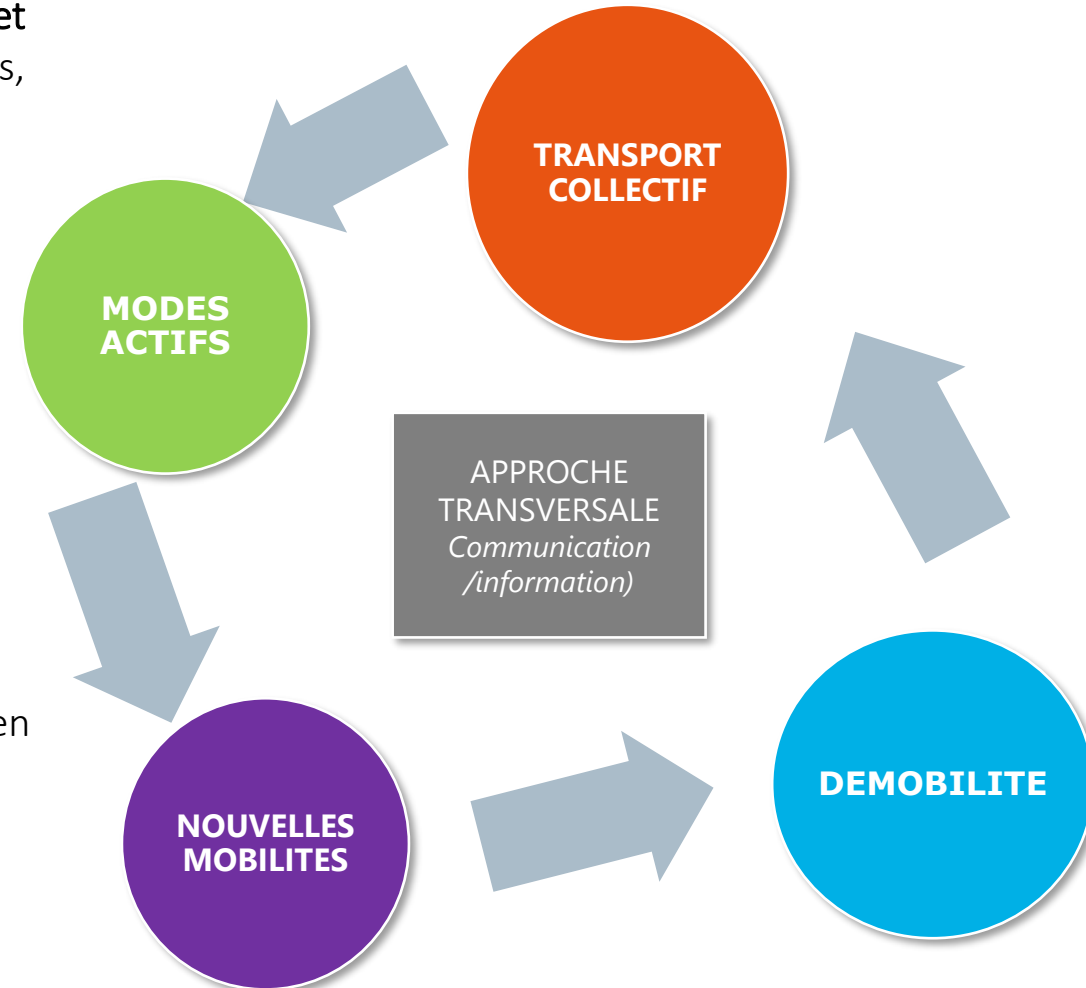 et
s,
TRANSPORT
COLLECTIF
MODES
ACTIFS
APPROCHE
TRANSVERSALE
Communication
/information)
en
DEMOBILITE
NOUVELLES
MOBILITES